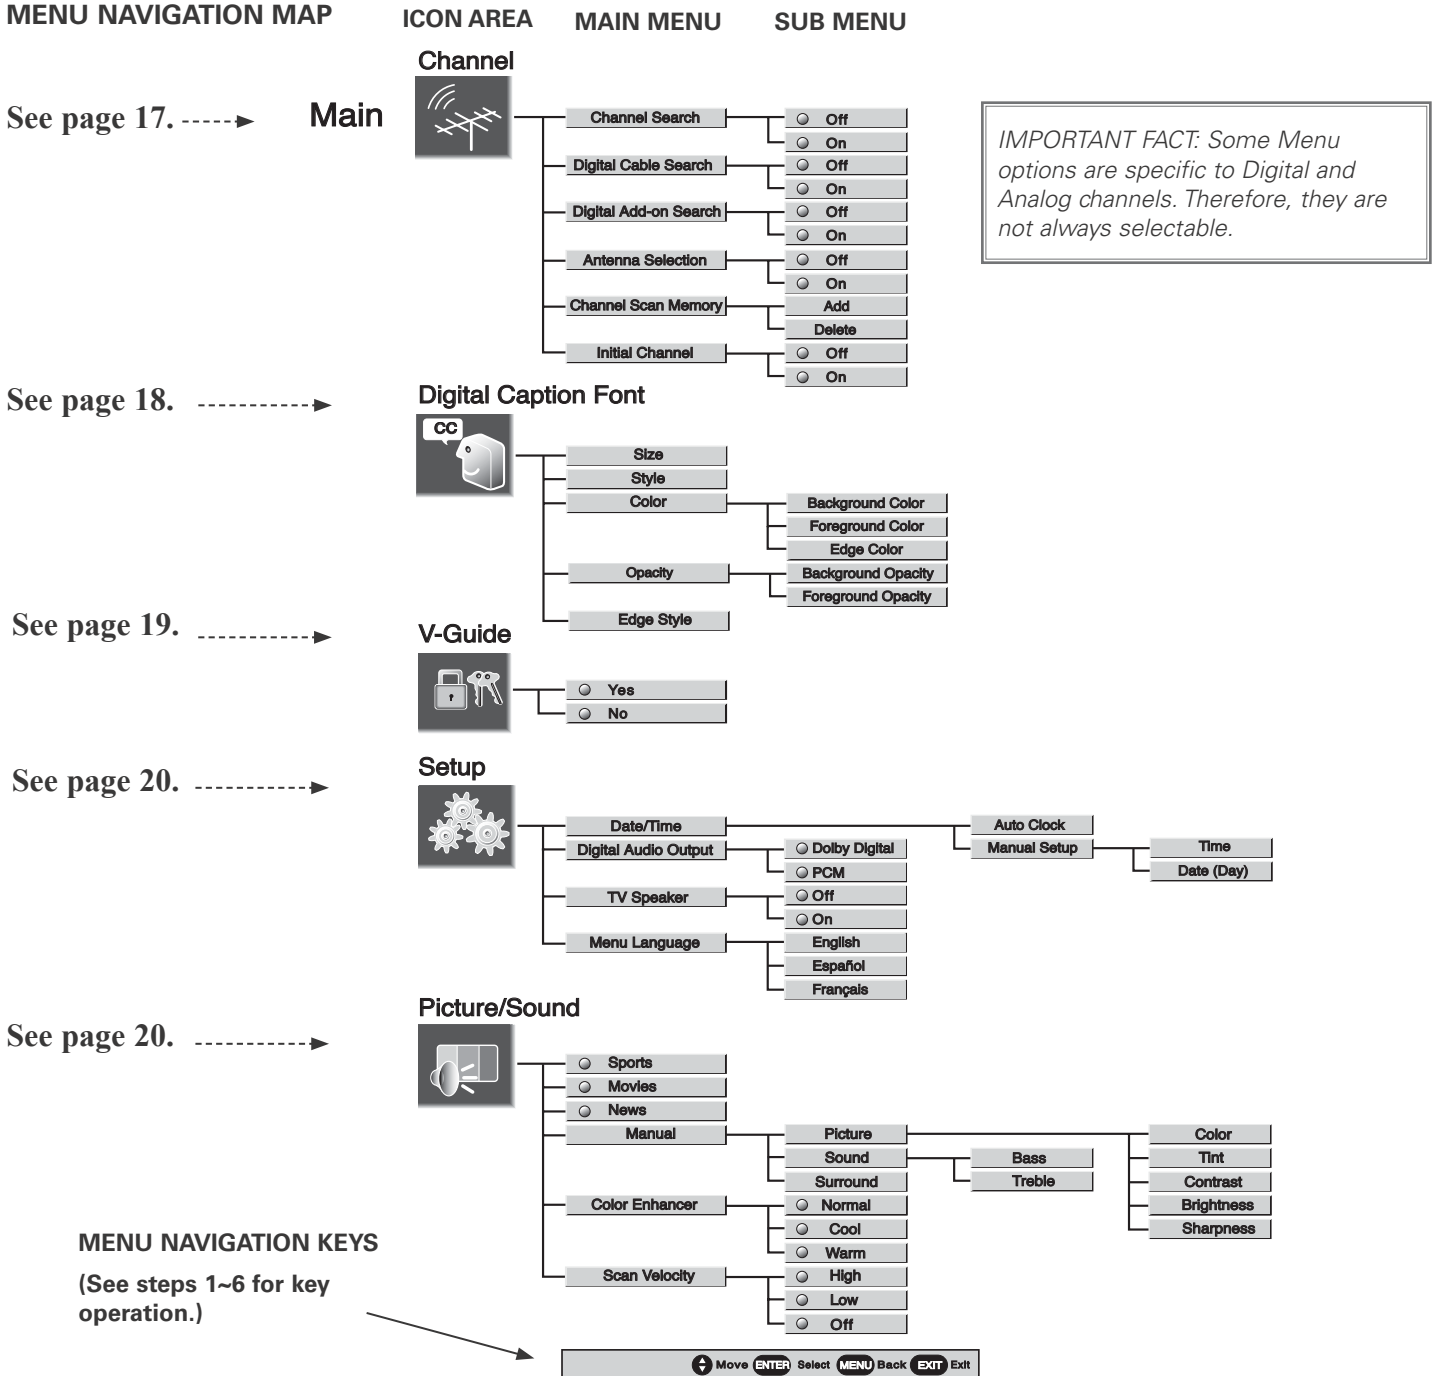 MENU NAVIGATION MAP
ICON AREA
MAIN MENU
SUB MENU
See page 17.
Main
Channel
Channel Search
Off
On
Digital Cable Search
Off
On
Digital Add-on Search
Off
On
Antenna Selection
Off
On
Channel Scan Memory
Add
Delete
Initial Channel
Off
On
IMPORTANT FACT: Some Menu
options are specific to Digital and
Analog channels. Therefore, they are
not always selectable.
See page 18.
Digital Caption Font
CC
Size
Style
Color
Background Color
Foreground Color
Edge Color
Opacity
Background Opacity
Foreground Opacity
Edge Style
See page 19.
V-Guide
Yes
No
See page 20.
Setup
Date/Time
Auto Clock
Manual Setup
Time
Date (Day)
Digital Audio Output
Dolby Digital
PCM
TV Speaker
Off
On
Menu Language
English
Español
Français
See page 20.
Picture/Sound
Sports
Movies
News
Manual
Picture
Color
Tint
Contrast
Brightness
Sharpness
Sound
Bass
Treble
Surround
Color Enhancer
Normal
Cool
Warm
Scan Velocity
High
Low
Off
MENU NAVIGATION KEYS
(See steps 1~6 for key
operation.)
Move ENTER Select MENU Back EXIT Exit